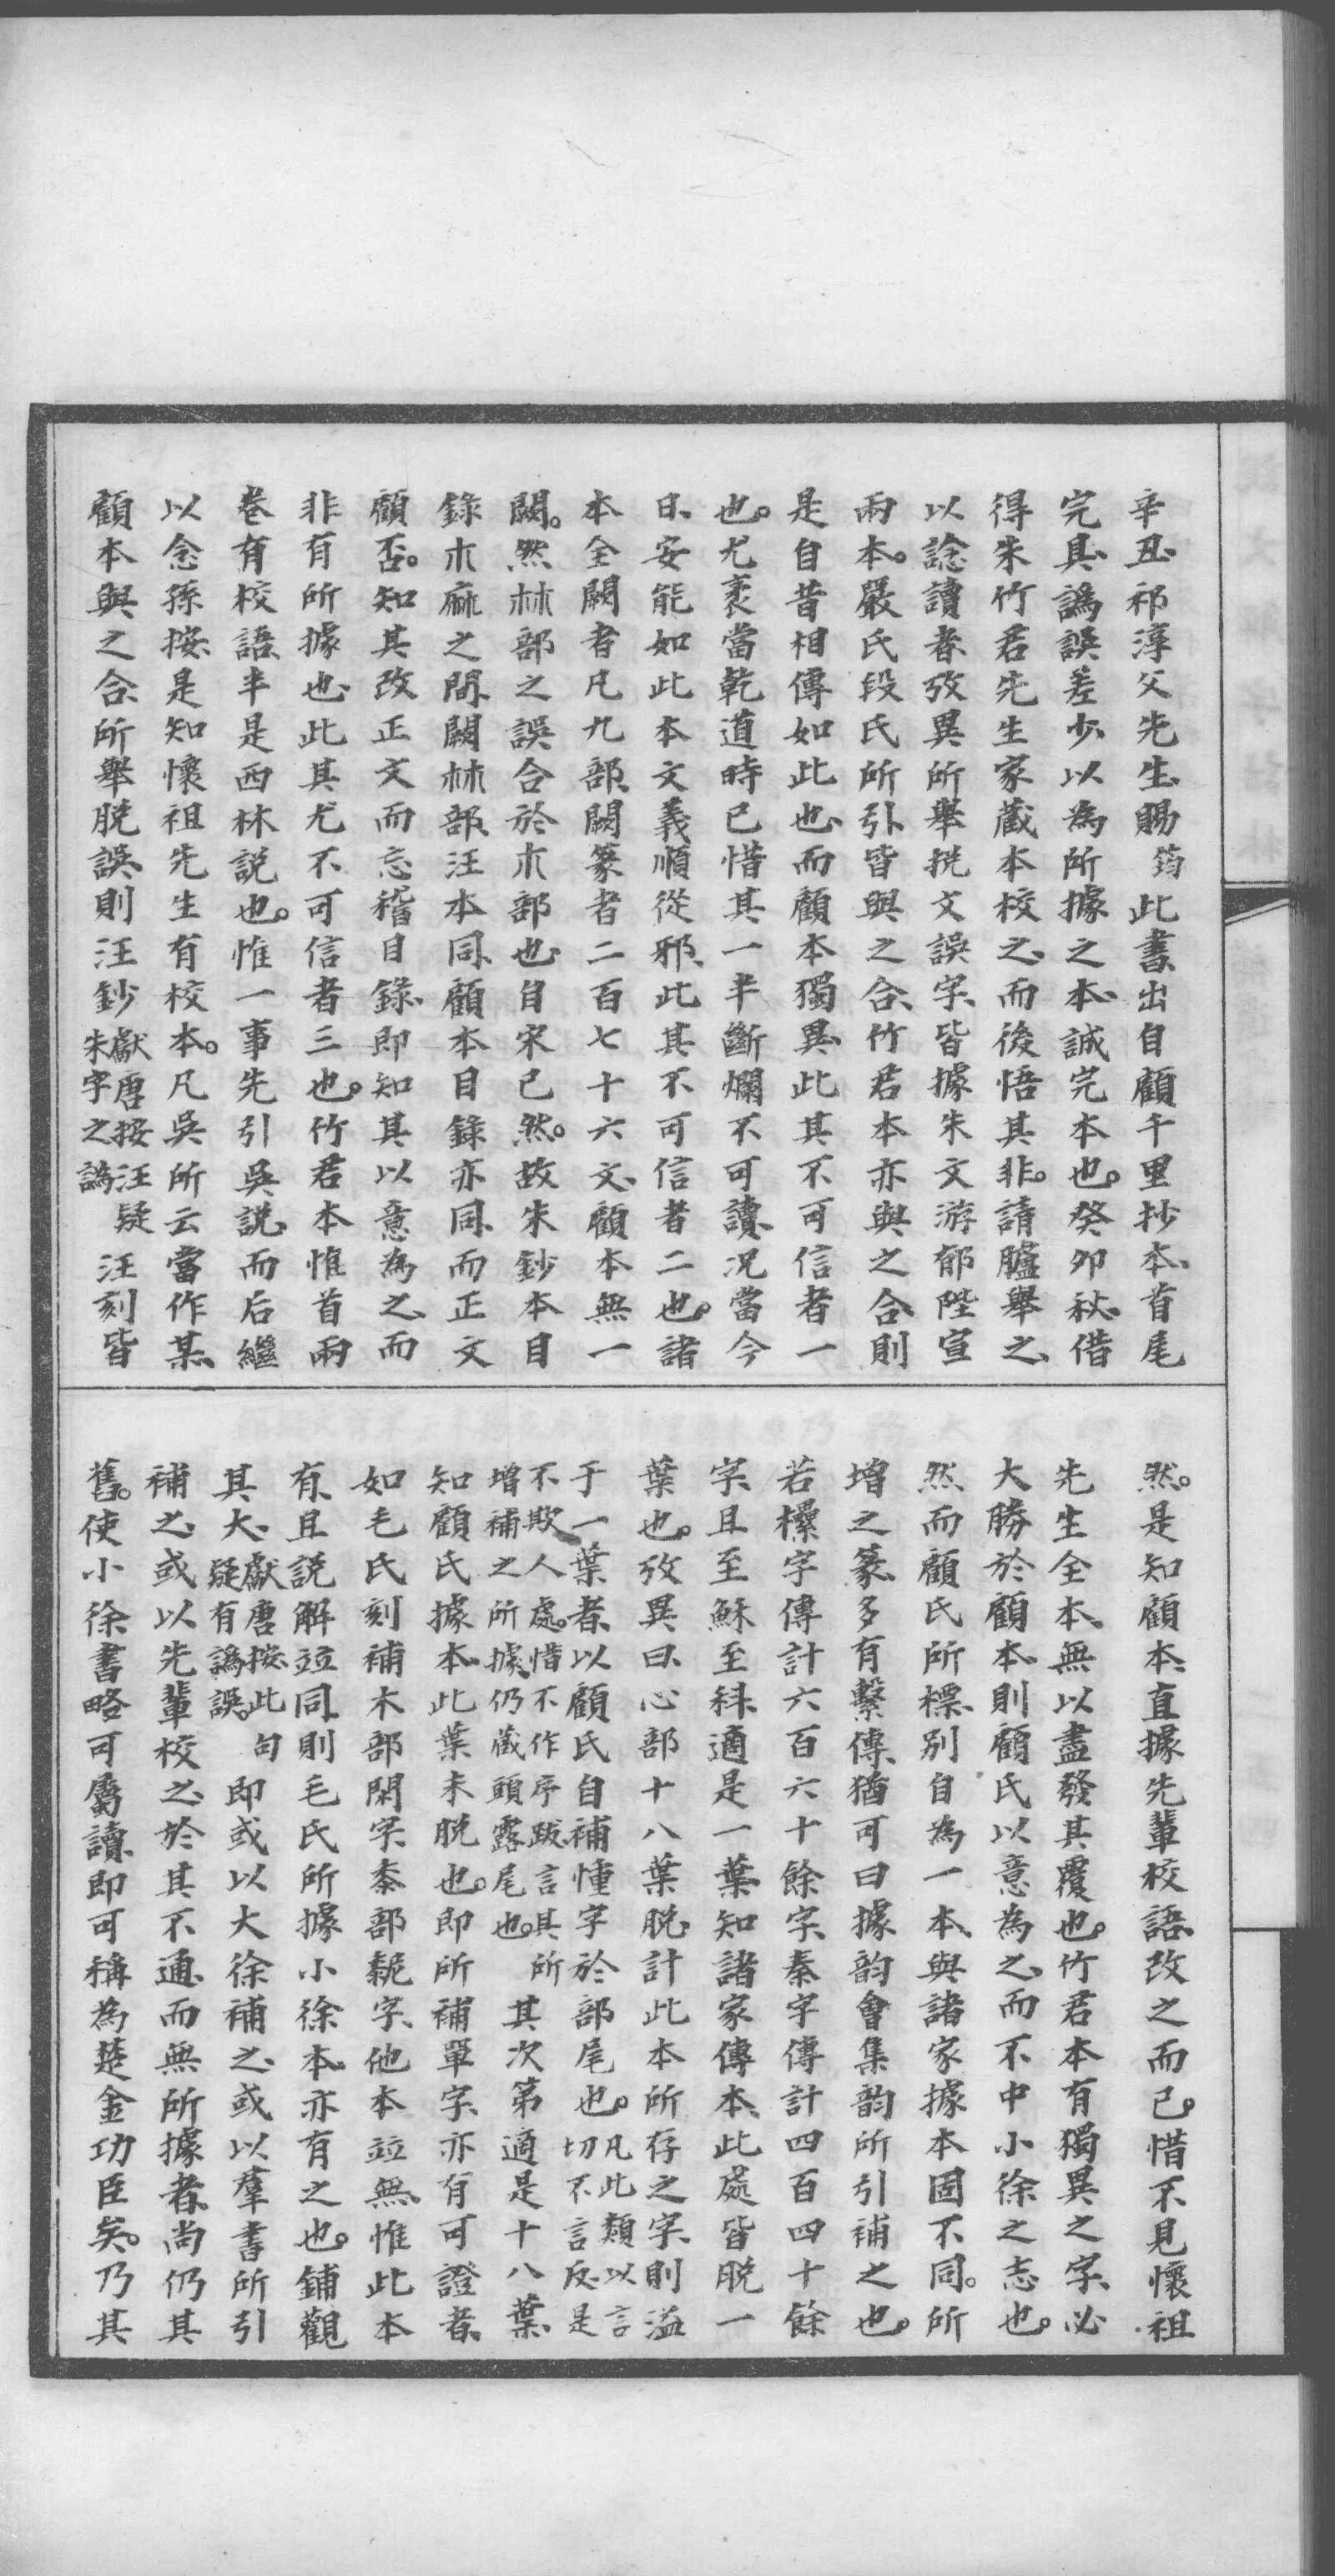 辛丑、祁淳父先生賜筠此書、出自顧千里抄本、首尾
完具、譌誤差少、以為所據之本、誠完本也。癸卯秋、借
得朱竹君先生家藏本校之、而後悟其非。請臚舉之、
以諗讀者。攷異所舉挩文誤字、皆據朱文游郁陛宣
兩本。嚴氏段氏所引、皆與之合、竹君本亦與之合、則
是自昔相傳如此也、而顧本獨異、此其不可信者一
也。尤袤當乾道時、已惜其一半斷爛不可讀、況當今
日、安能如此本文義順從邪、此其不可信者二也。諸
本全闕者凡九部、闕篆者二百七十六文、顧本無一
闕。然林部之誤合於木部也、自宋已然。故朱鈔本目
錄木𣏟之閒、闕林部、汪本同、顧本目錄亦同、而正文
顧否。知其改正文而忘稽目錄、即知其以意為之、而
非有所據也、此其尤不可信者三也。竹君本惟首兩
卷有校語、半是西林說也。惟一事先引吳說、而后繼
以念孫按、是知懷祖先生有校本。凡吳所云當作某、
顧本與之合、所舉脫誤、則汪鈔獻唐按、汪疑朱字之譌汪刻皆
然。是知顧本、直據先輩校語、改之而已。惜不見懷祖
先生全本、無以盡發其覆也。竹君本有獨異之字、必
大勝於顧本、則顧氏以意為之、而不中小徐之志也。
然而顧氏所標、別自為一本、與諸家據本固不同。所
增之篆、多有繫傳、猶可曰據韵會集韵所引補之也。
若欙字傳計六百六十餘字、秦字傳計四百四十餘
字、且至穌至科、適是一葉、知諸家傳本、此處皆脫一
葉也。攷異曰、心部十八葉脫、計此本所存之字、則溢
于一葉者、以顧氏自補憧字於部尾也。凡此類以言切不言反是
不欺人處。惜不作序跋、言其所增補之所據、仍藏頭露尾也。其次第適是十八葉、
知顧氏據本、此葉未脫也。即所補單字、亦有可證者、
如毛氏刻補木部閑字、桼部䵑字、他本竝無、惟此本
有、且說解竝同、則毛氏所據小徐本、亦有之也。鋪觀
其大、獻唐按、此句疑有譌誤。即或以大徐補之、或以羣書所引
補之、或以先輩校之、於其不通、而無所據者、尚仍其
舊。使小徐書略可屬讀、即可稱為楚金功臣矣。乃其